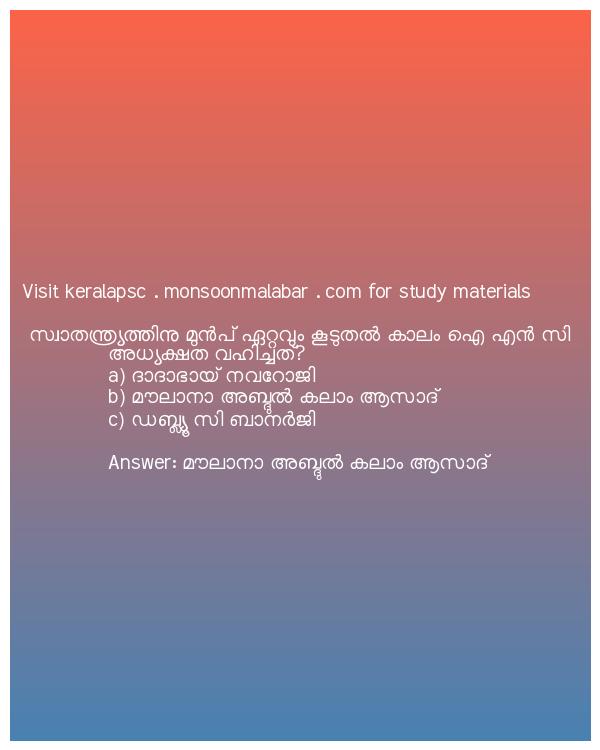 Visit keralapsc . monsoonmalabar . com for study materials
സ്വാതന്ത്ര്യത്തിനു മുൻപ് ഏറ്റവും കൂടുതൽ കാലം ഐ എൻ സി
അധ്യക്ഷത വഹിച്ചത്?
a) ദാദാഭായ് നവറോജി
b) മൗലാനാ അബ്ദുൽ കലാം ആസാദ്
c) ഡബ്ല്യൂ സി ബാനർജി
Answer: മൗലാനാ അബ്ദുൽ കലാം ആസാദ്